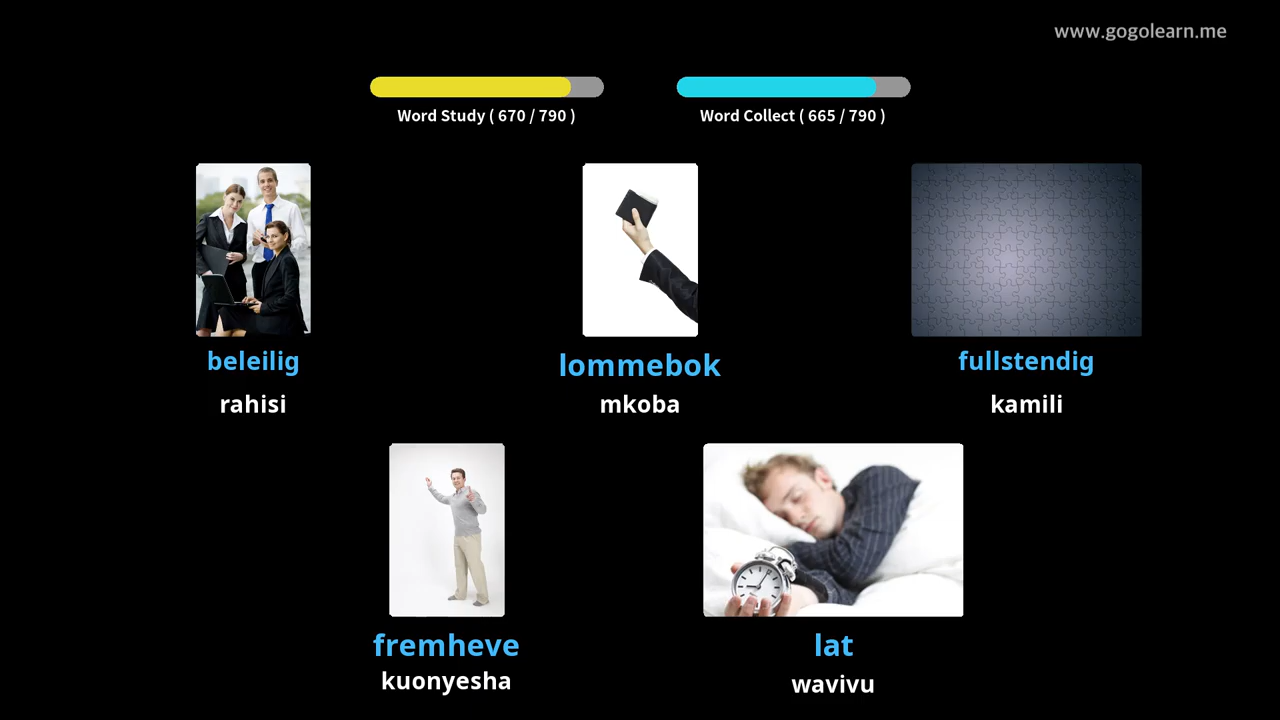 www.gogolearn.me
Word Study ( 670 / 790 )
Word Collect ( 665 / 790 )
beleilig
rahisi
lommebok
mkoba
fullstendig
kamili
fremheve
kuonyesha
lat
wavivu